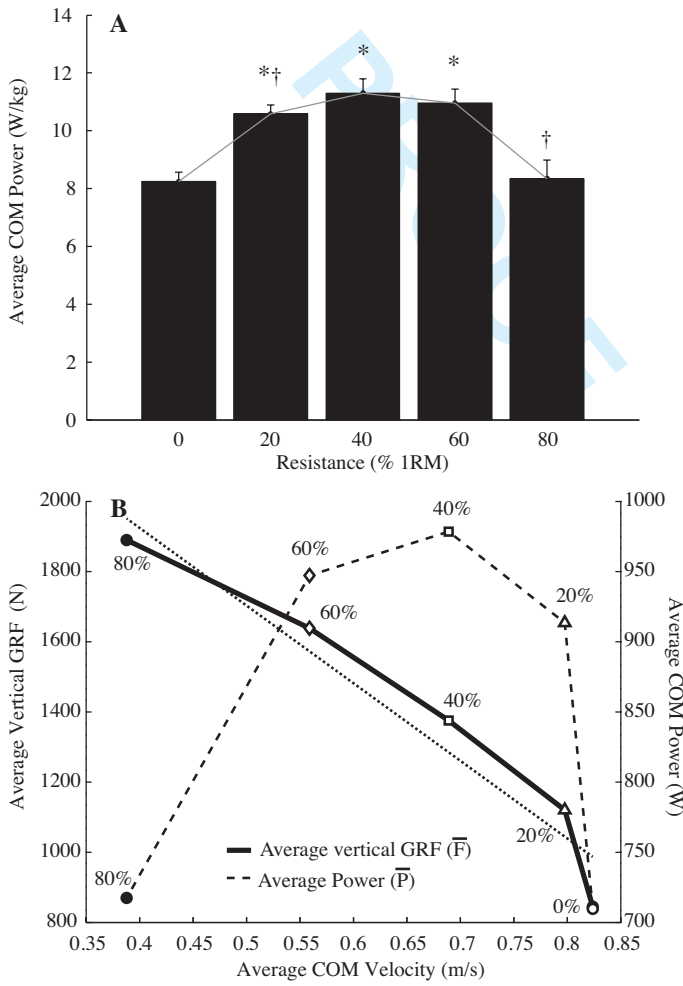 A
14
12
10
8
6
4
2
0
Average COM Power (W/kg)
*†
*
*
†
0 20 40 60 80
Resistance (% 1RM)
PROOF
B
2000
1800
1600
1400
1200
1000
800
Average Vertical GRF (N)
1000
950
900
850
800
750
700
Average COM Power (W)
40%
60%
80%
20%
60%
40%
20%
80%
0%
Average vertical GRF (F̅)
Average Power (P̅)
0.35 0.4 0.45 0.5 0.55 0.6 0.65 0.7 0.75 0.8 0.85
Average COM Velocity (m/s)